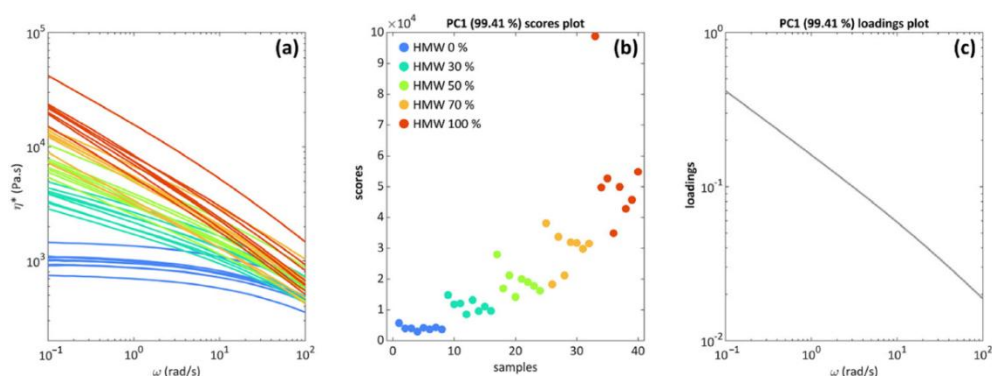 (a)
10^5
10^4
10^3
η* (Pa.s)
10^-1 10^0 10^1 10^2
ω (rad/s)
PC1 (99.41 %) scores plot
×10^4
(b)
HMW 0 %
HMW 30 %
HMW 50 %
HMW 70 %
HMW 100 %
10
9
8
7
6
5
4
3
2
1
0
scores
0 10 20 30 40
samples
PC1 (99.41 %) loadings plot
(c)
10^0
10^-1
10^-2
loadings
10^-1 10^0 10^1 10^2
ω (rad/s)